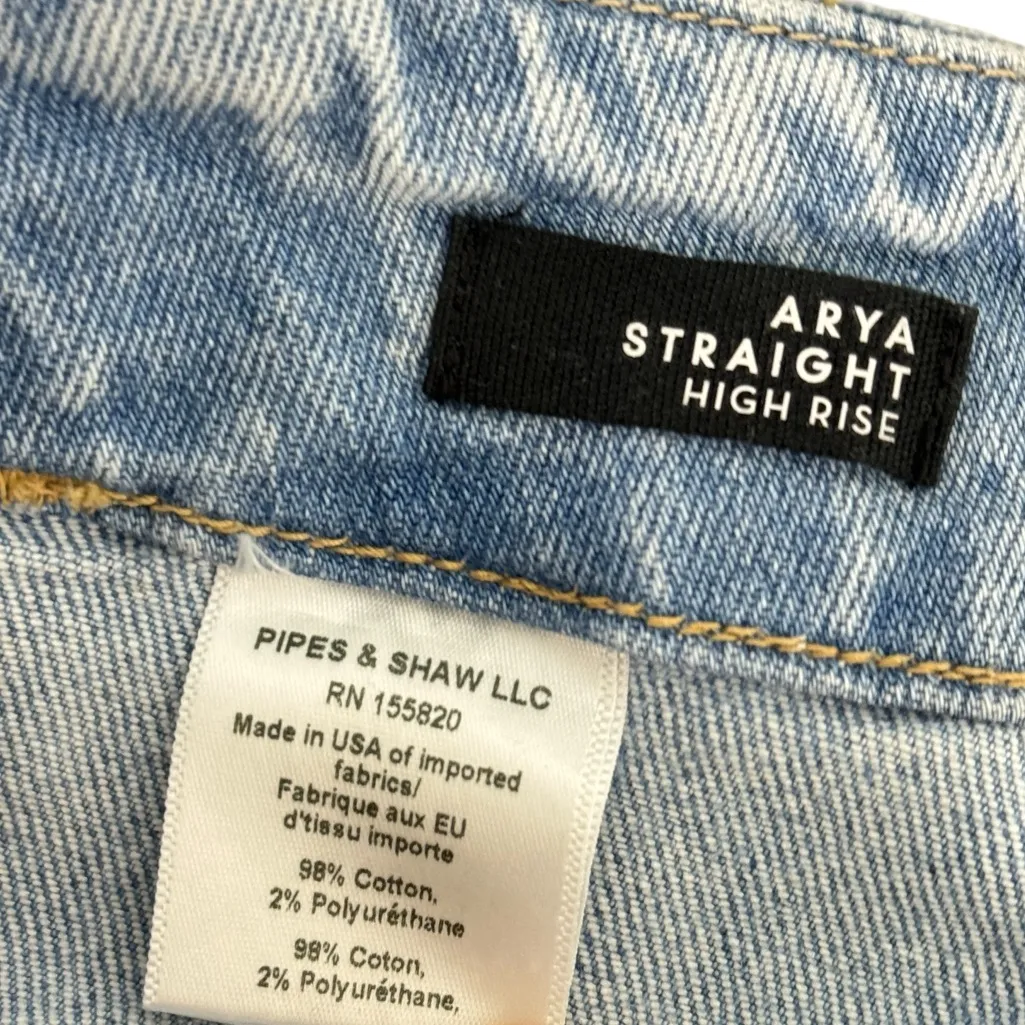 ARYA
STRAIGHT
HIGH RISE
PIPES & SHAW LLC
RN 155820
Made in USA of imported
fabrics/
Fabrique aux EU
d'tissu importe
98% Cotton,
2% Polyuréthane
98% Coton,
2% Polyuréthane,